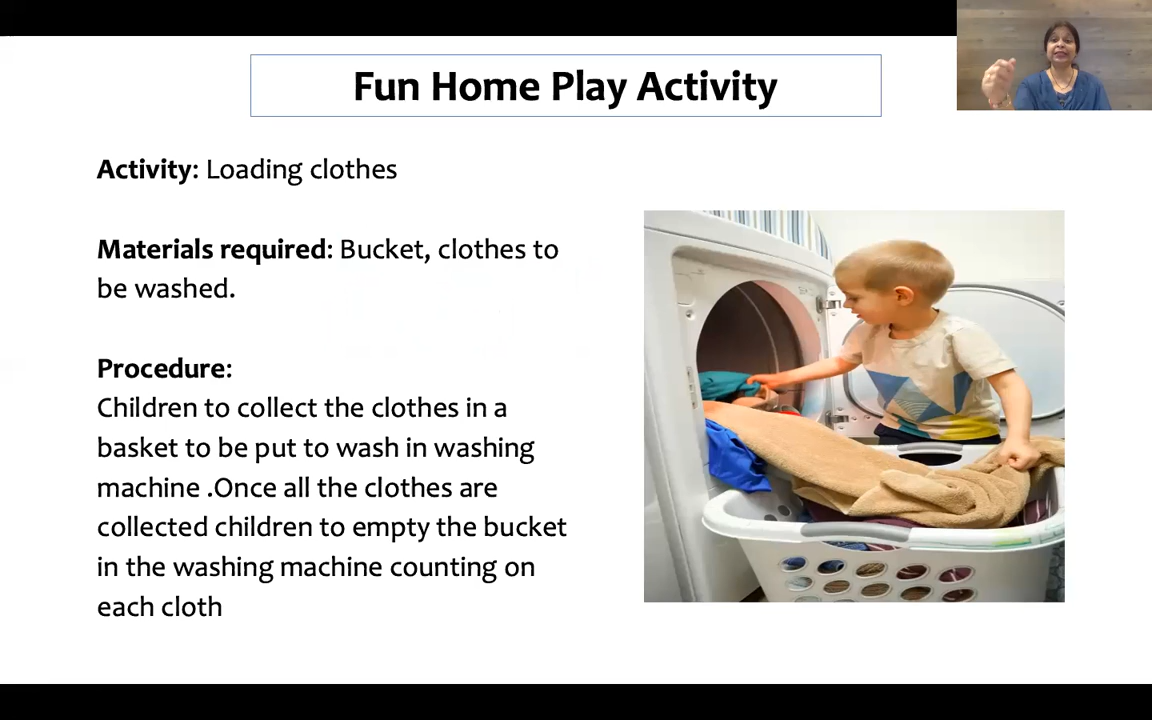 Fun Home Play Activity
Activity: Loading clothes
Materials required: Bucket, clothes to
be washed.
Procedure:
Children to collect the clothes in a
basket to be put to wash in washing
machine .Once all the clothes are
collected children to empty the bucket
in the washing machine counting on
each cloth